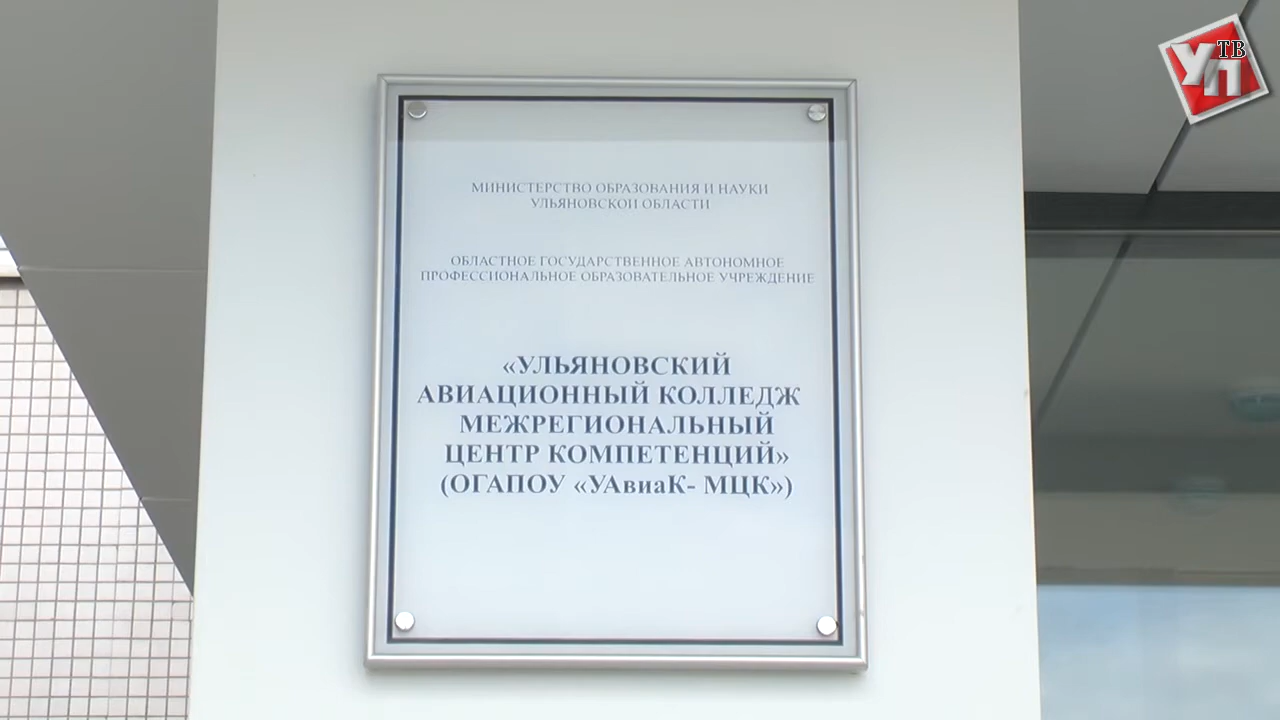 УП ТВ
МИНИСТЕРСТВО ОБРАЗОВАНИЯ И НАУКИ
УЛЬЯНОВСКОЙ ОБЛАСТИ
ОБЛАСТНОЕ ГОСУДАРСТВЕННОЕ АВТОНОМНОЕ
ПРОФЕССИОНАЛЬНОЕ ОБРАЗОВАТЕЛЬНОЕ УЧРЕЖДЕНИЕ
«УЛЬЯНОВСКИЙ
АВИАЦИОННЫЙ КОЛЛЕДЖ
МЕЖРЕГИОНАЛЬНЫЙ
ЦЕНТР КОМПЕТЕНЦИЙ»
(ОГАПОУ «УАвиаК- МЦК»)